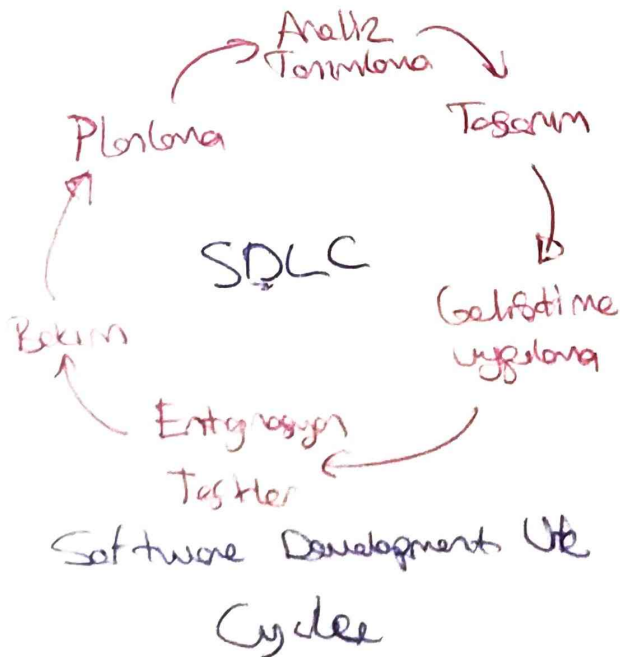 Analiz
Tanımlama
Tasarım
Planlama
SDLC
Geliştirme
uygulama
Bakım
Entegrasyon
Testler
Software Development Life
Cycle